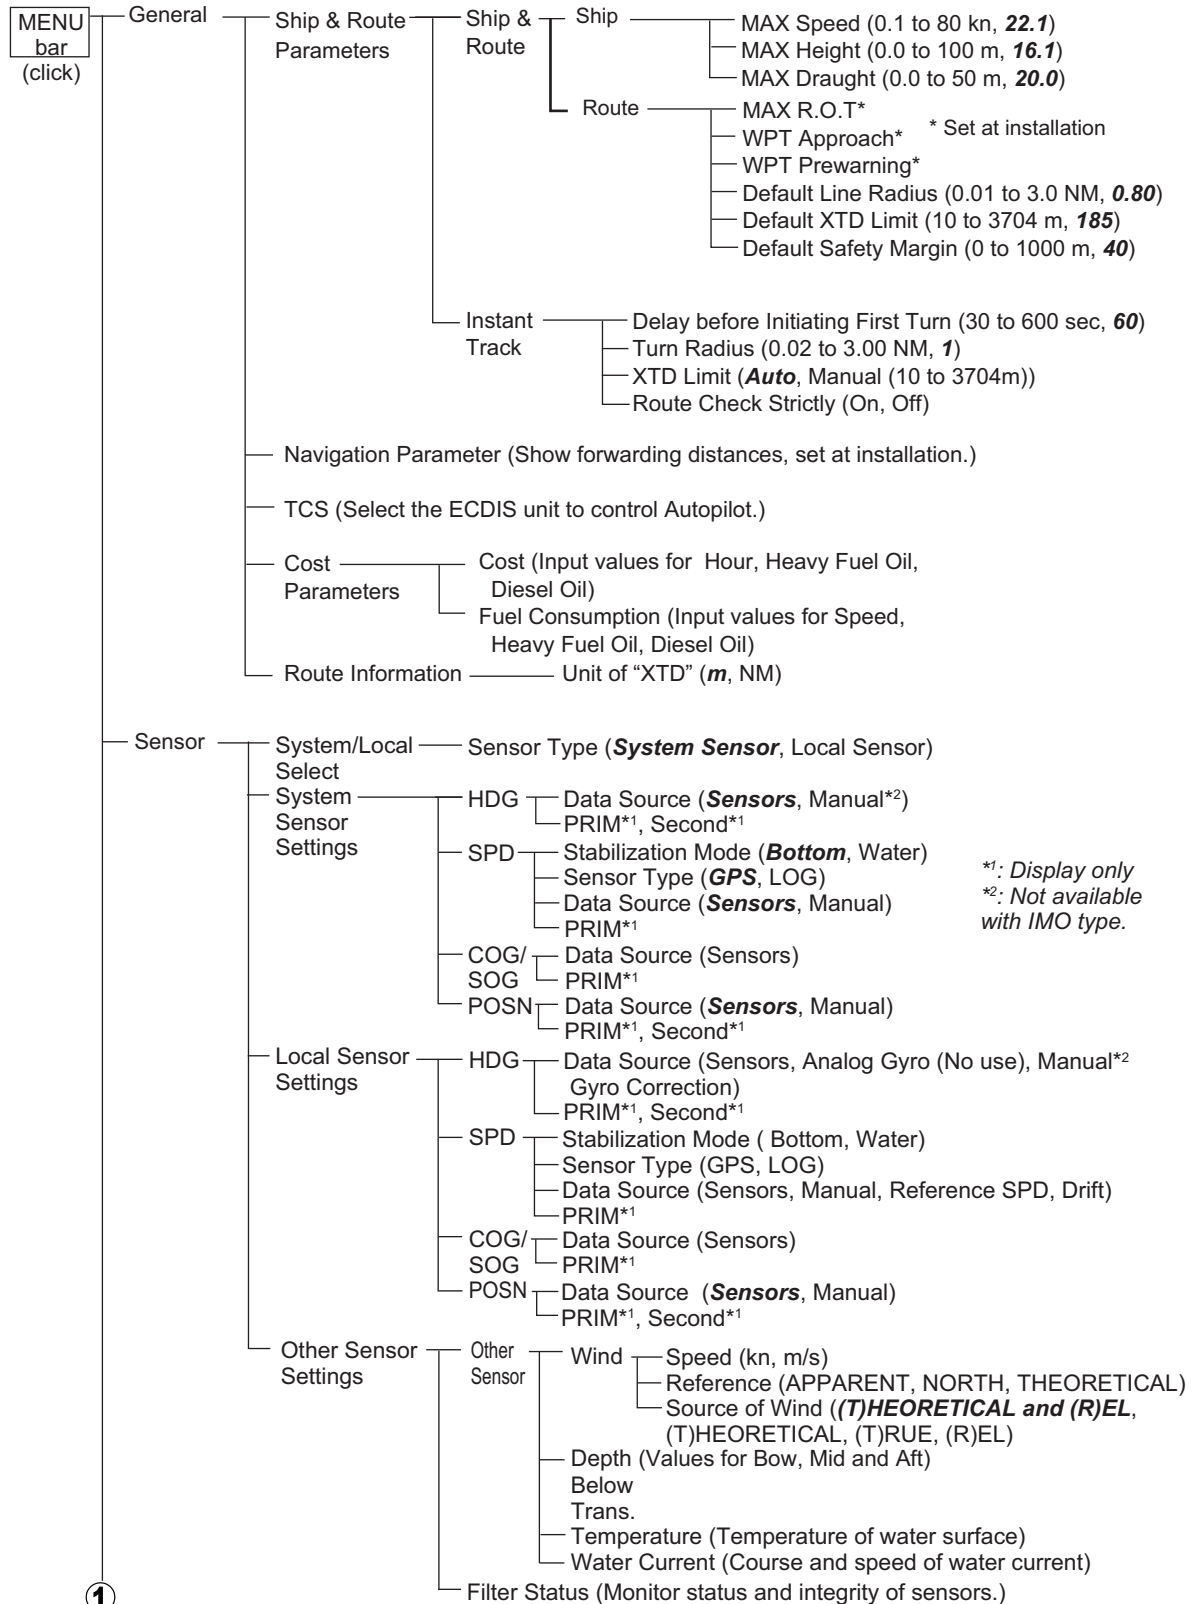 MENU bar (click)
General
Ship & Route Parameters
Ship & Route
Ship
MAX Speed (0.1 to 80 kn, 22.1)
MAX Height (0.0 to 100 m, 16.1)
MAX Draught (0.0 to 50 m, 20.0)
Route
MAX R.O.T*
* Set at installation
WPT Approach*
WPT Prewarning*
Default Line Radius (0.01 to 3.0 NM, 0.80)
Default XTD Limit (10 to 3704 m, 185)
Default Safety Margin (0 to 1000 m, 40)
Instant Track
Delay before Initiating First Turn (30 to 600 sec, 60)
Turn Radius (0.02 to 3.00 NM, 1)
XTD Limit (Auto, Manual (10 to 3704m))
Route Check Strictly (On, Off)
Navigation Parameter (Show forwarding distances, set at installation.)
TCS (Select the ECDIS unit to control Autopilot.)
Cost Parameters
Cost (Input values for Hour, Heavy Fuel Oil,
Diesel Oil)
Fuel Consumption (Input values for Speed,
Heavy Fuel Oil, Diesel Oil)
Route Information
Unit of “XTD” (m, NM)
Sensor
System/Local Select
Sensor Type (System Sensor, Local Sensor)
System Sensor Settings
HDG
Data Source (Sensors, Manual*2)
PRIM*1, Second*1
SPD
Stabilization Mode (Bottom, Water)
Sensor Type (GPS, LOG)
Data Source (Sensors, Manual)
PRIM*1
*1: Display only
*2: Not available
with IMO type.
COG/SOG
Data Source (Sensors)
PRIM*1
POSN
Data Source (Sensors, Manual)
PRIM*1, Second*1
Local Sensor Settings
HDG
Data Source (Sensors, Analog Gyro (No use), Manual*2
Gyro Correction)
PRIM*1, Second*1
SPD
Stabilization Mode ( Bottom, Water)
Sensor Type (GPS, LOG)
Data Source (Sensors, Manual, Reference SPD, Drift)
PRIM*1
COG/SOG
Data Source (Sensors)
PRIM*1
POSN
Data Source (Sensors, Manual)
PRIM*1, Second*1
Other Sensor Settings
Other Sensor
Wind
Speed (kn, m/s)
Reference (APPARENT, NORTH, THEORETICAL)
Source of Wind ((T)HEORETICAL and (R)EL,
(T)HEORETICAL, (T)RUE, (R)EL)
Depth (Values for Bow, Mid and Aft)
Below
Trans.
Temperature (Temperature of water surface)
Water Current (Course and speed of water current)
Filter Status (Monitor status and integrity of sensors.)
1